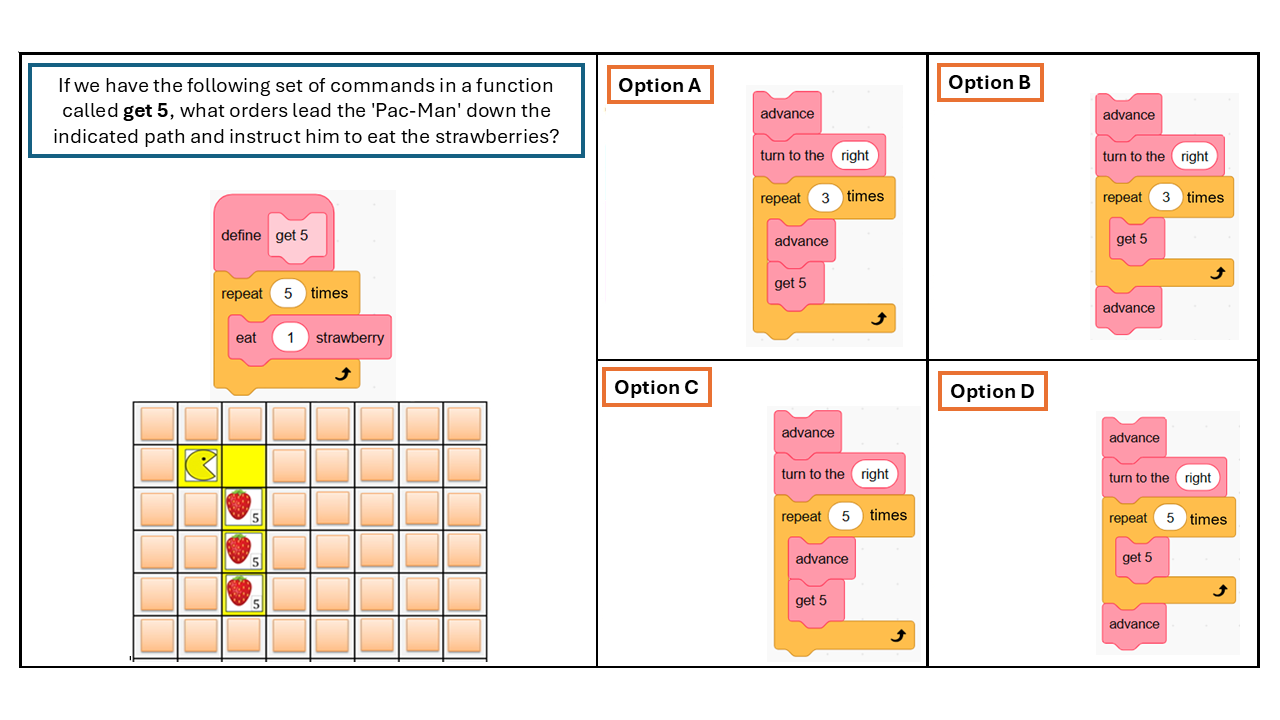 If we have the following set of commands in a function
called get 5, what orders lead the 'Pac-Man' down the
indicated path and instruct him to eat the strawberries?
define get 5
repeat 5 times
eat 1 strawberry
5
5
5
Option A
advance
turn to the right
repeat 3 times
advance
get 5
Option B
advance
turn to the right
repeat 3 times
get 5
advance
Option C
advance
turn to the right
repeat 5 times
advance
get 5
Option D
advance
turn to the right
repeat 5 times
get 5
advance